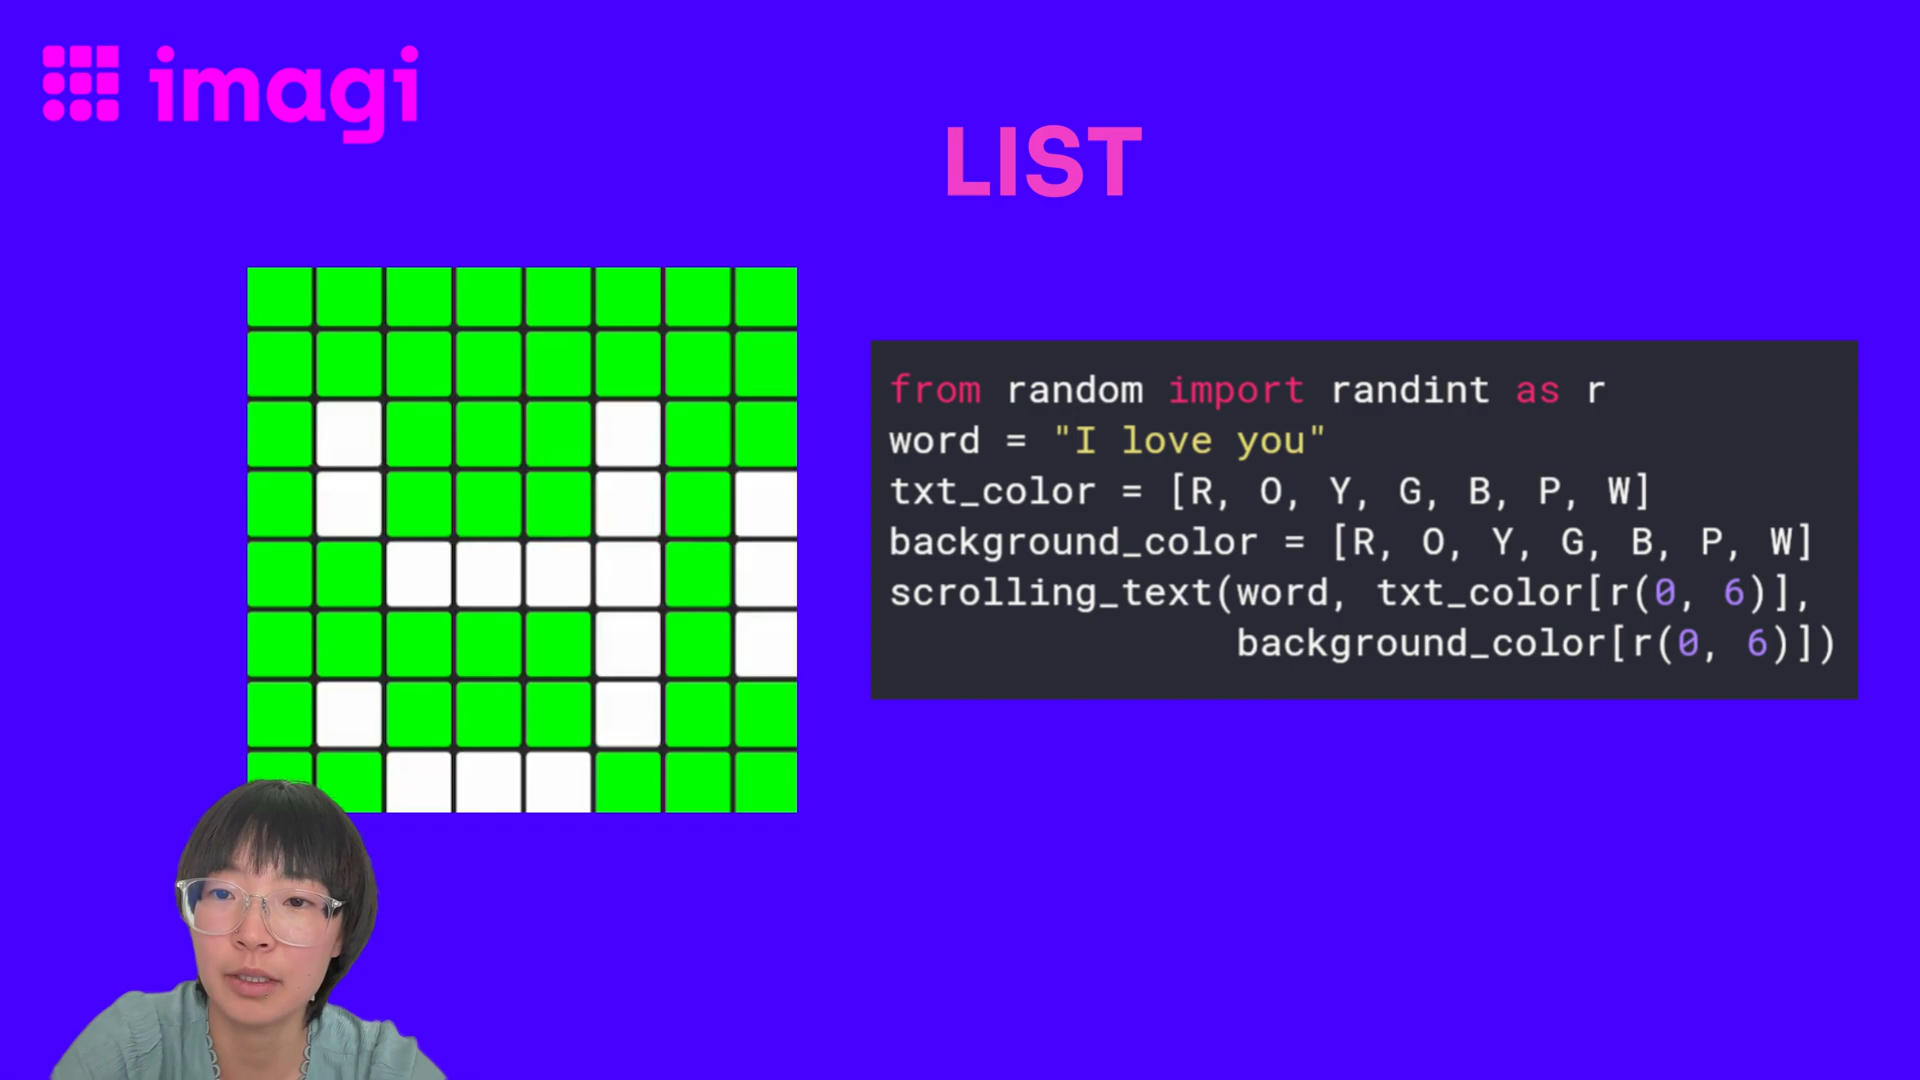 imagi
LIST
from random import randint as r
word = "I love you"
txt_color = [R, O, Y, G, B, P, W]
background_color = [R, O, Y, G, B, P, W]
scrolling_text(word, txt_color[r(0, 6)],
background_color[r(0, 6)])